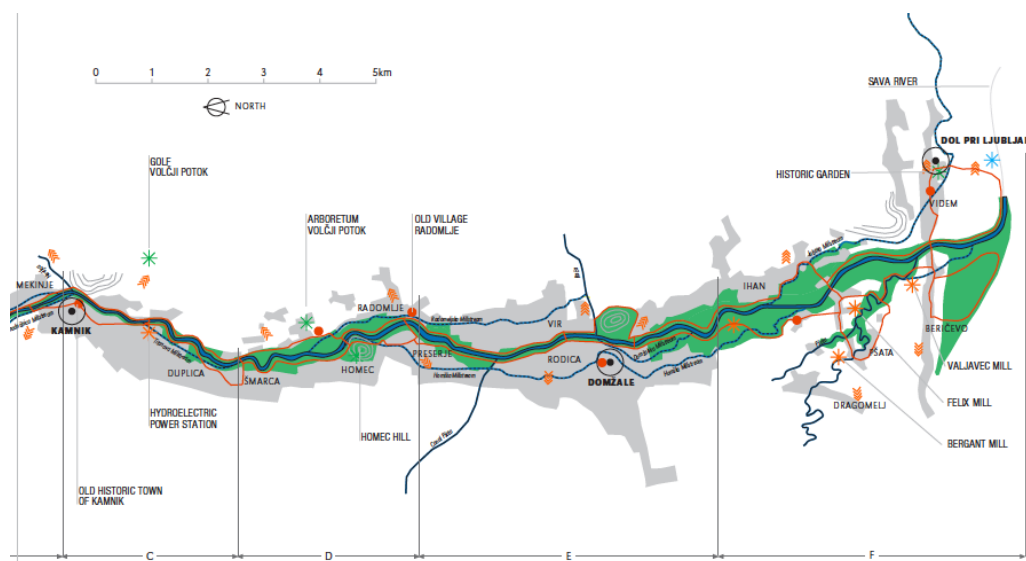 0 1 2 3 4 5km
NORTH
SAVA RIVER
DOL PRI LJUBLJAN
HISTORIC GARDEN
VIDEM
GOLF
VOLČJI POTOK
ARBORETUM
VOLČJI POTOK
OLD VILLAGE
RADOMLJE
MEKINJE
KAMNIK
DUPLICA
ŠMARCA
RADOMLJE
HOMEC
PRESERJE
VIR
RODICA
DOMŽALE
IHAN
PŠATA
BERIČEVO
DRAGOMELJ
VALJAVEC MILL
FELIX MILL
BERGANT MILL
HYDROELECTRIC
POWER STATION
HOMEC HILL
OLD HISTORIC TOWN
OF KAMNIK
C D E F